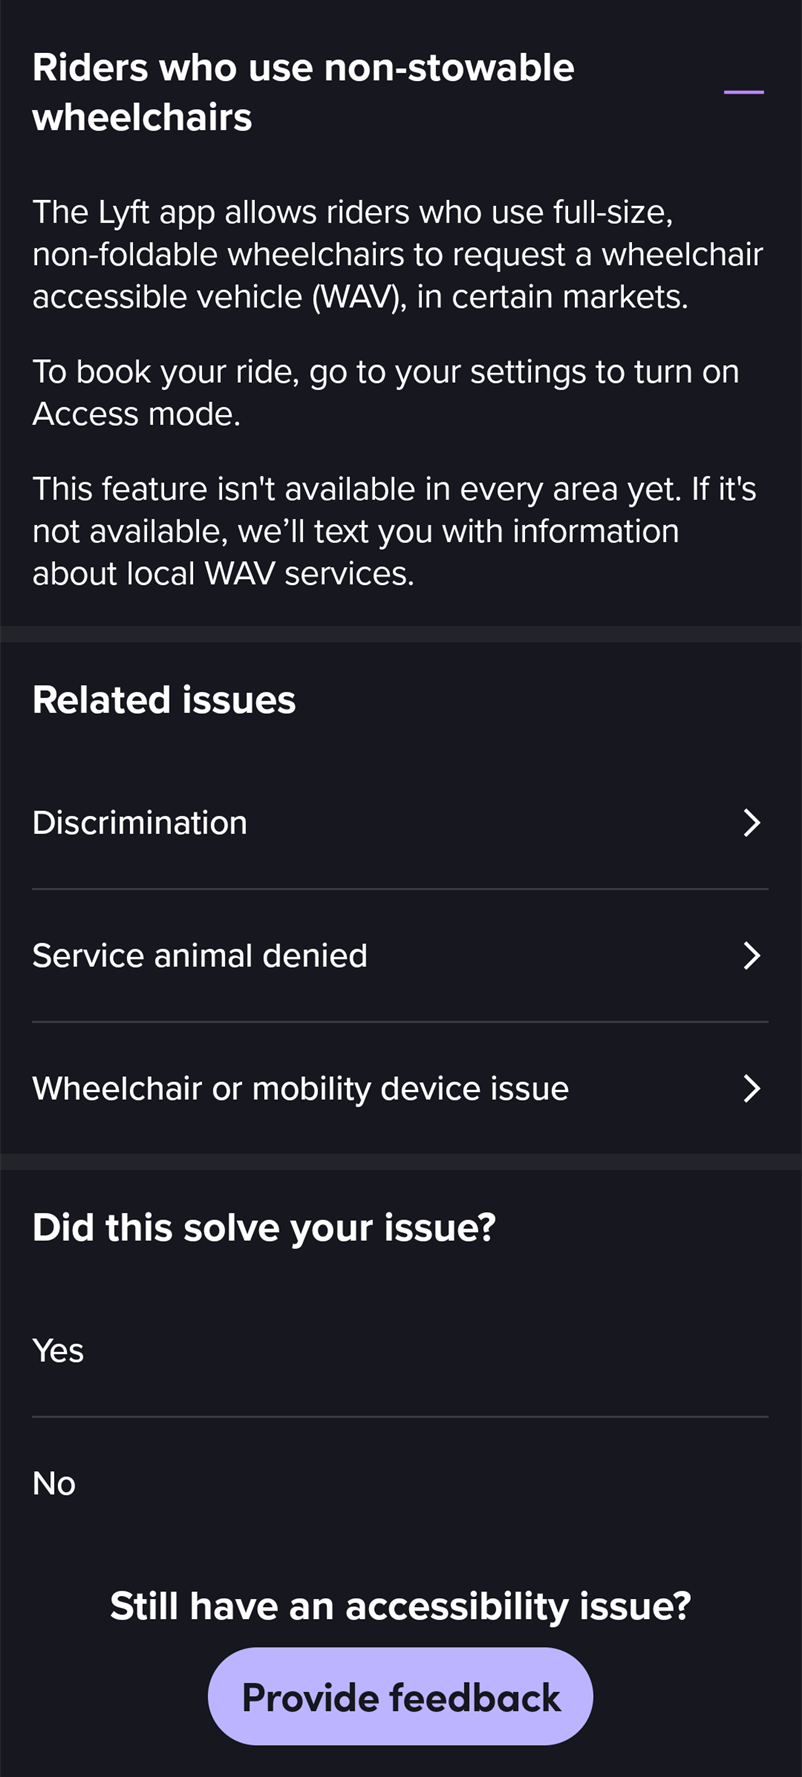 Riders who use non-stowable
wheelchairs
The Lyft app allows riders who use full-size,
non-foldable wheelchairs to request a wheelchair
accessible vehicle (WAV), in certain markets.
To book your ride, go to your settings to turn on
Access mode.
This feature isn't available in every area yet. If it's
not available, we’ll text you with information
about local WAV services.
Related issues
Discrimination
Service animal denied
Wheelchair or mobility device issue
Did this solve your issue?
Yes
No
Still have an accessibility issue?
Provide feedback